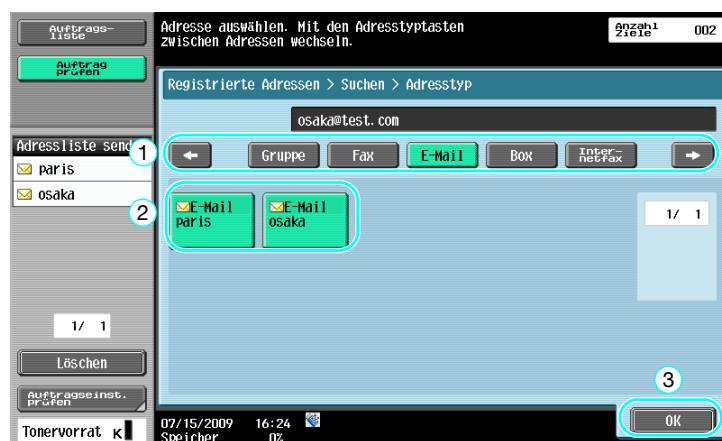 Auftrags-
liste
Auftrag
prüfen
Adresse auswählen. Mit den Adresstyptasten
zwischen Adressen wechseln.
Anzahl
Ziele
002
Registrierte Adressen > Suchen > Adresstyp
osaka@test.com
Adressliste send
1
Gruppe
Fax
E-Mail
Box
Inter-
netfax
paris
osaka
2
E-Mail
paris
E-Mail
osaka
1/ 1
1/ 1
Löschen
Auftragseinst.
prüfen
3
OK
Tonervorrat K
07/15/2009 16:24
Speicher 0%